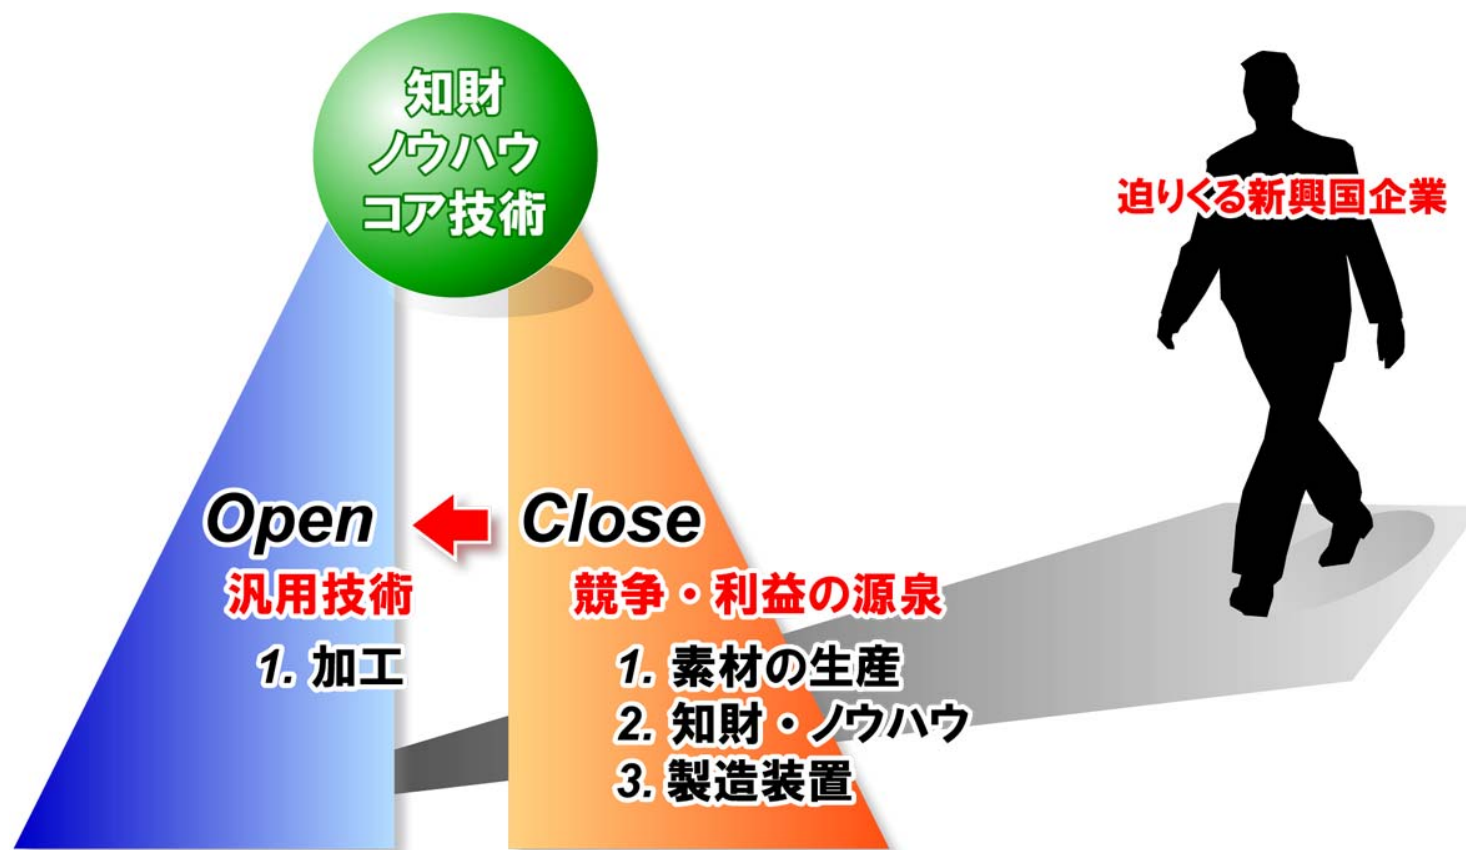 知財
ノウハウ
コア技術
迫りくる新興国企業
Open
汎用技術
1. 加工
Close
競争・利益の源泉
1. 素材の生産
2. 知財・ノウハウ
3. 製造装置